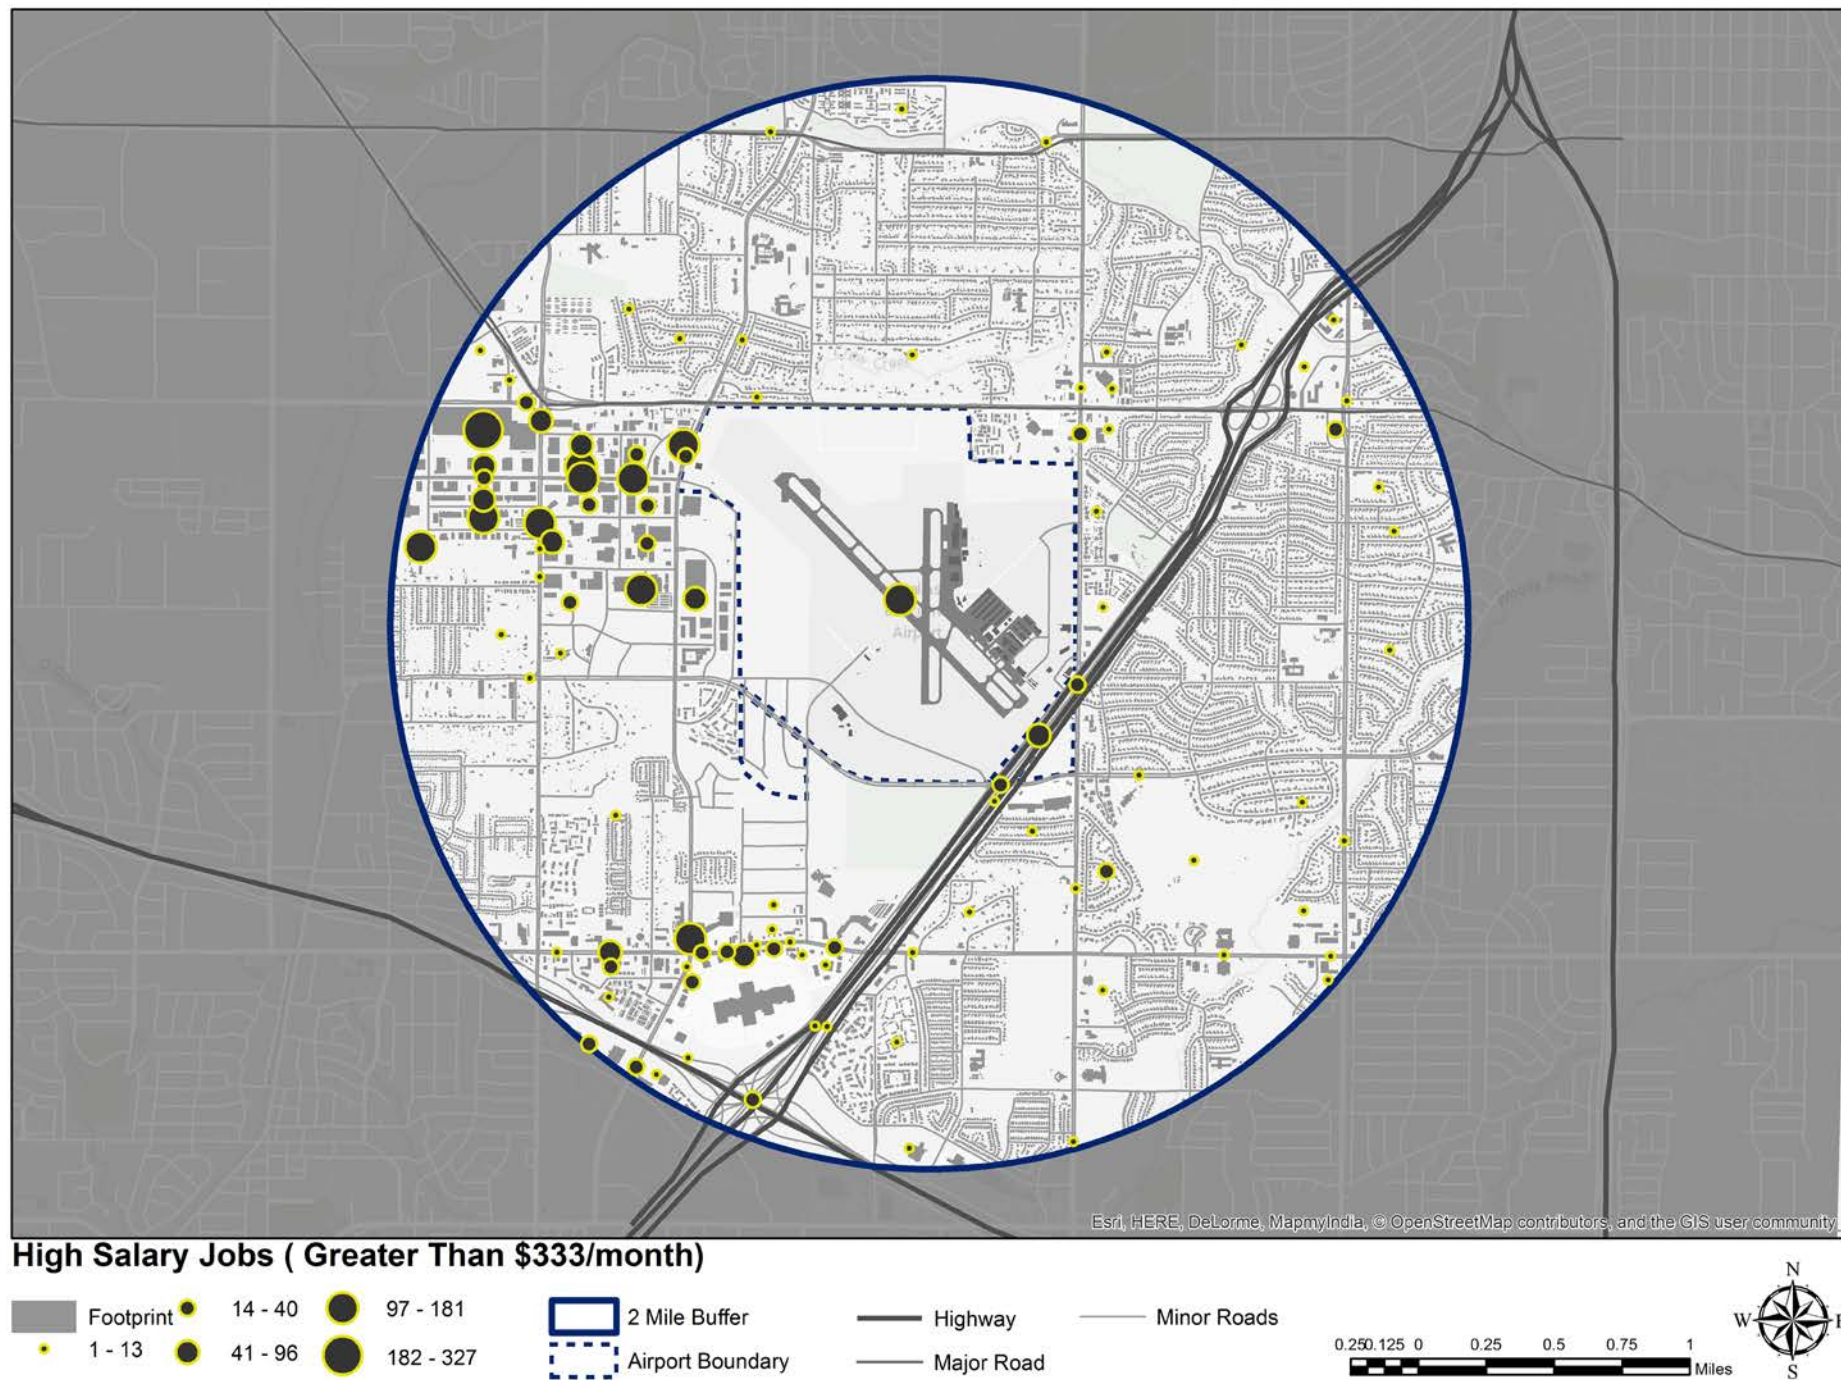 Airport
Esri, HERE, DeLorme, MapmyIndia, © OpenStreetMap contributors, and the GIS user community
High Salary Jobs ( Greater Than $333/month)
Footprint
1 - 13
14 - 40
41 - 96
97 - 181
182 - 327
2 Mile Buffer
Airport Boundary
Highway
Major Road
Minor Roads
0.25 0.125 0 0.25 0.5 0.75 1
Miles
N
W E
S